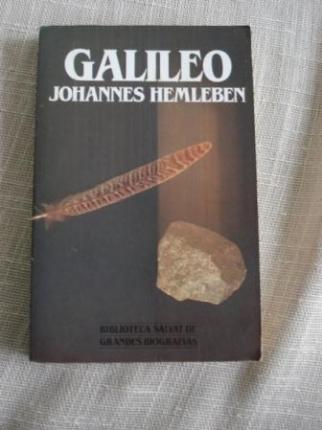 GALILEO
JOHANNES HEMLEBEN
BIBLIOTECA SALVAT DE
GRANDES BIOGRAFIAS